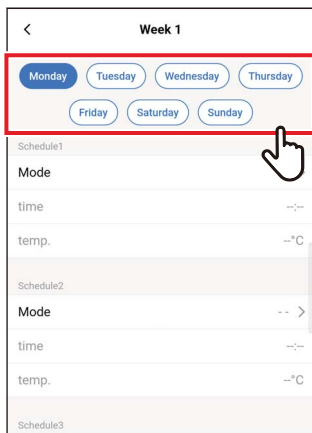 Week 1
Monday Tuesday Wednesday Thursday
Friday Saturday Sunday
Schedule1
Mode
time --:--
temp. --°C
Schedule2
Mode -- >
time --:--
temp. --°C
Schedule3